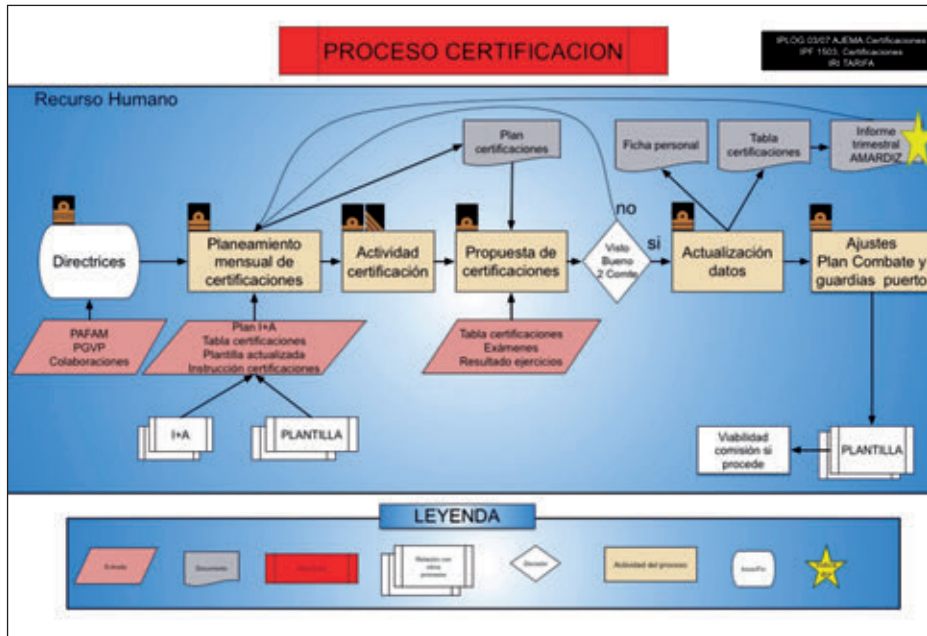 PROCESO CERTIFICACION
IPLOG 03/07 AJEMA Certificaciones
IPF 1503, Certificaciones
IRI TARIFA
Recurso Humano
Plan
certificaciones
Ficha personal
Tabla
certificaciones
Informe
trimestral
AMARDIZ
no
si
Directrices
Planeamiento
mensual de
certificaciones
Actividad
certificación
Propuesta de
certificaciones
Visto
Bueno
2 Comte.
Actualización
datos
Ajustes
Plan Combate y
guardias puerto
PAFAM
PGVP
Colaboraciones
Plan I+A
Tabla certificaciones
Plantilla actualizada
Instrucción certificaciones
Tabla certificaciones
Exámenes
Resultado ejercicios
I+A
PLANTILLA
Viabilidad
comisión si
procede
PLANTILLA
LEYENDA
Entrada
Documento
Relación con
otros
procesos
Decisión
Actividad del proceso
Inicio/Fin